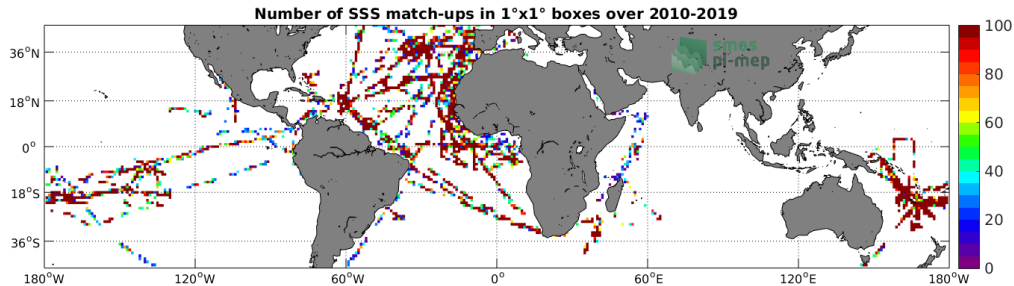 Number of SSS match-ups in 1°x1° boxes over 2010-2019
smos
pi-mep
36°N
18°N
0°
18°S
36°S
180°W
120°W
60°W
0°
60°E
120°E
180°W
100
80
60
40
20
0